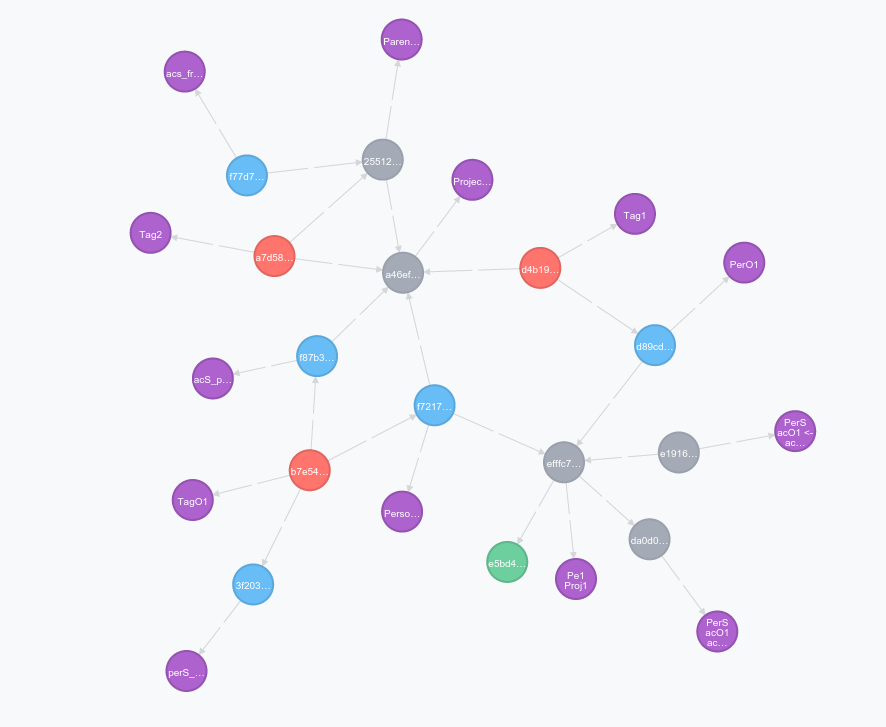 Paren…
acs_fr…
25512…
f77d7…
Projec…
Tag1
Tag2
a7d58…
PerO1
d4b19…
a46ef…
d89cd…
f87b3…
acS_p…
f7217…
PerS
acO1 <-
ac…
e1916…
efffc7…
b7e54…
TagO1
Perso…
da0d0…
e5bd4…
Pe1
Proj1
3f203…
PerS
acO1
ac…
perS_…